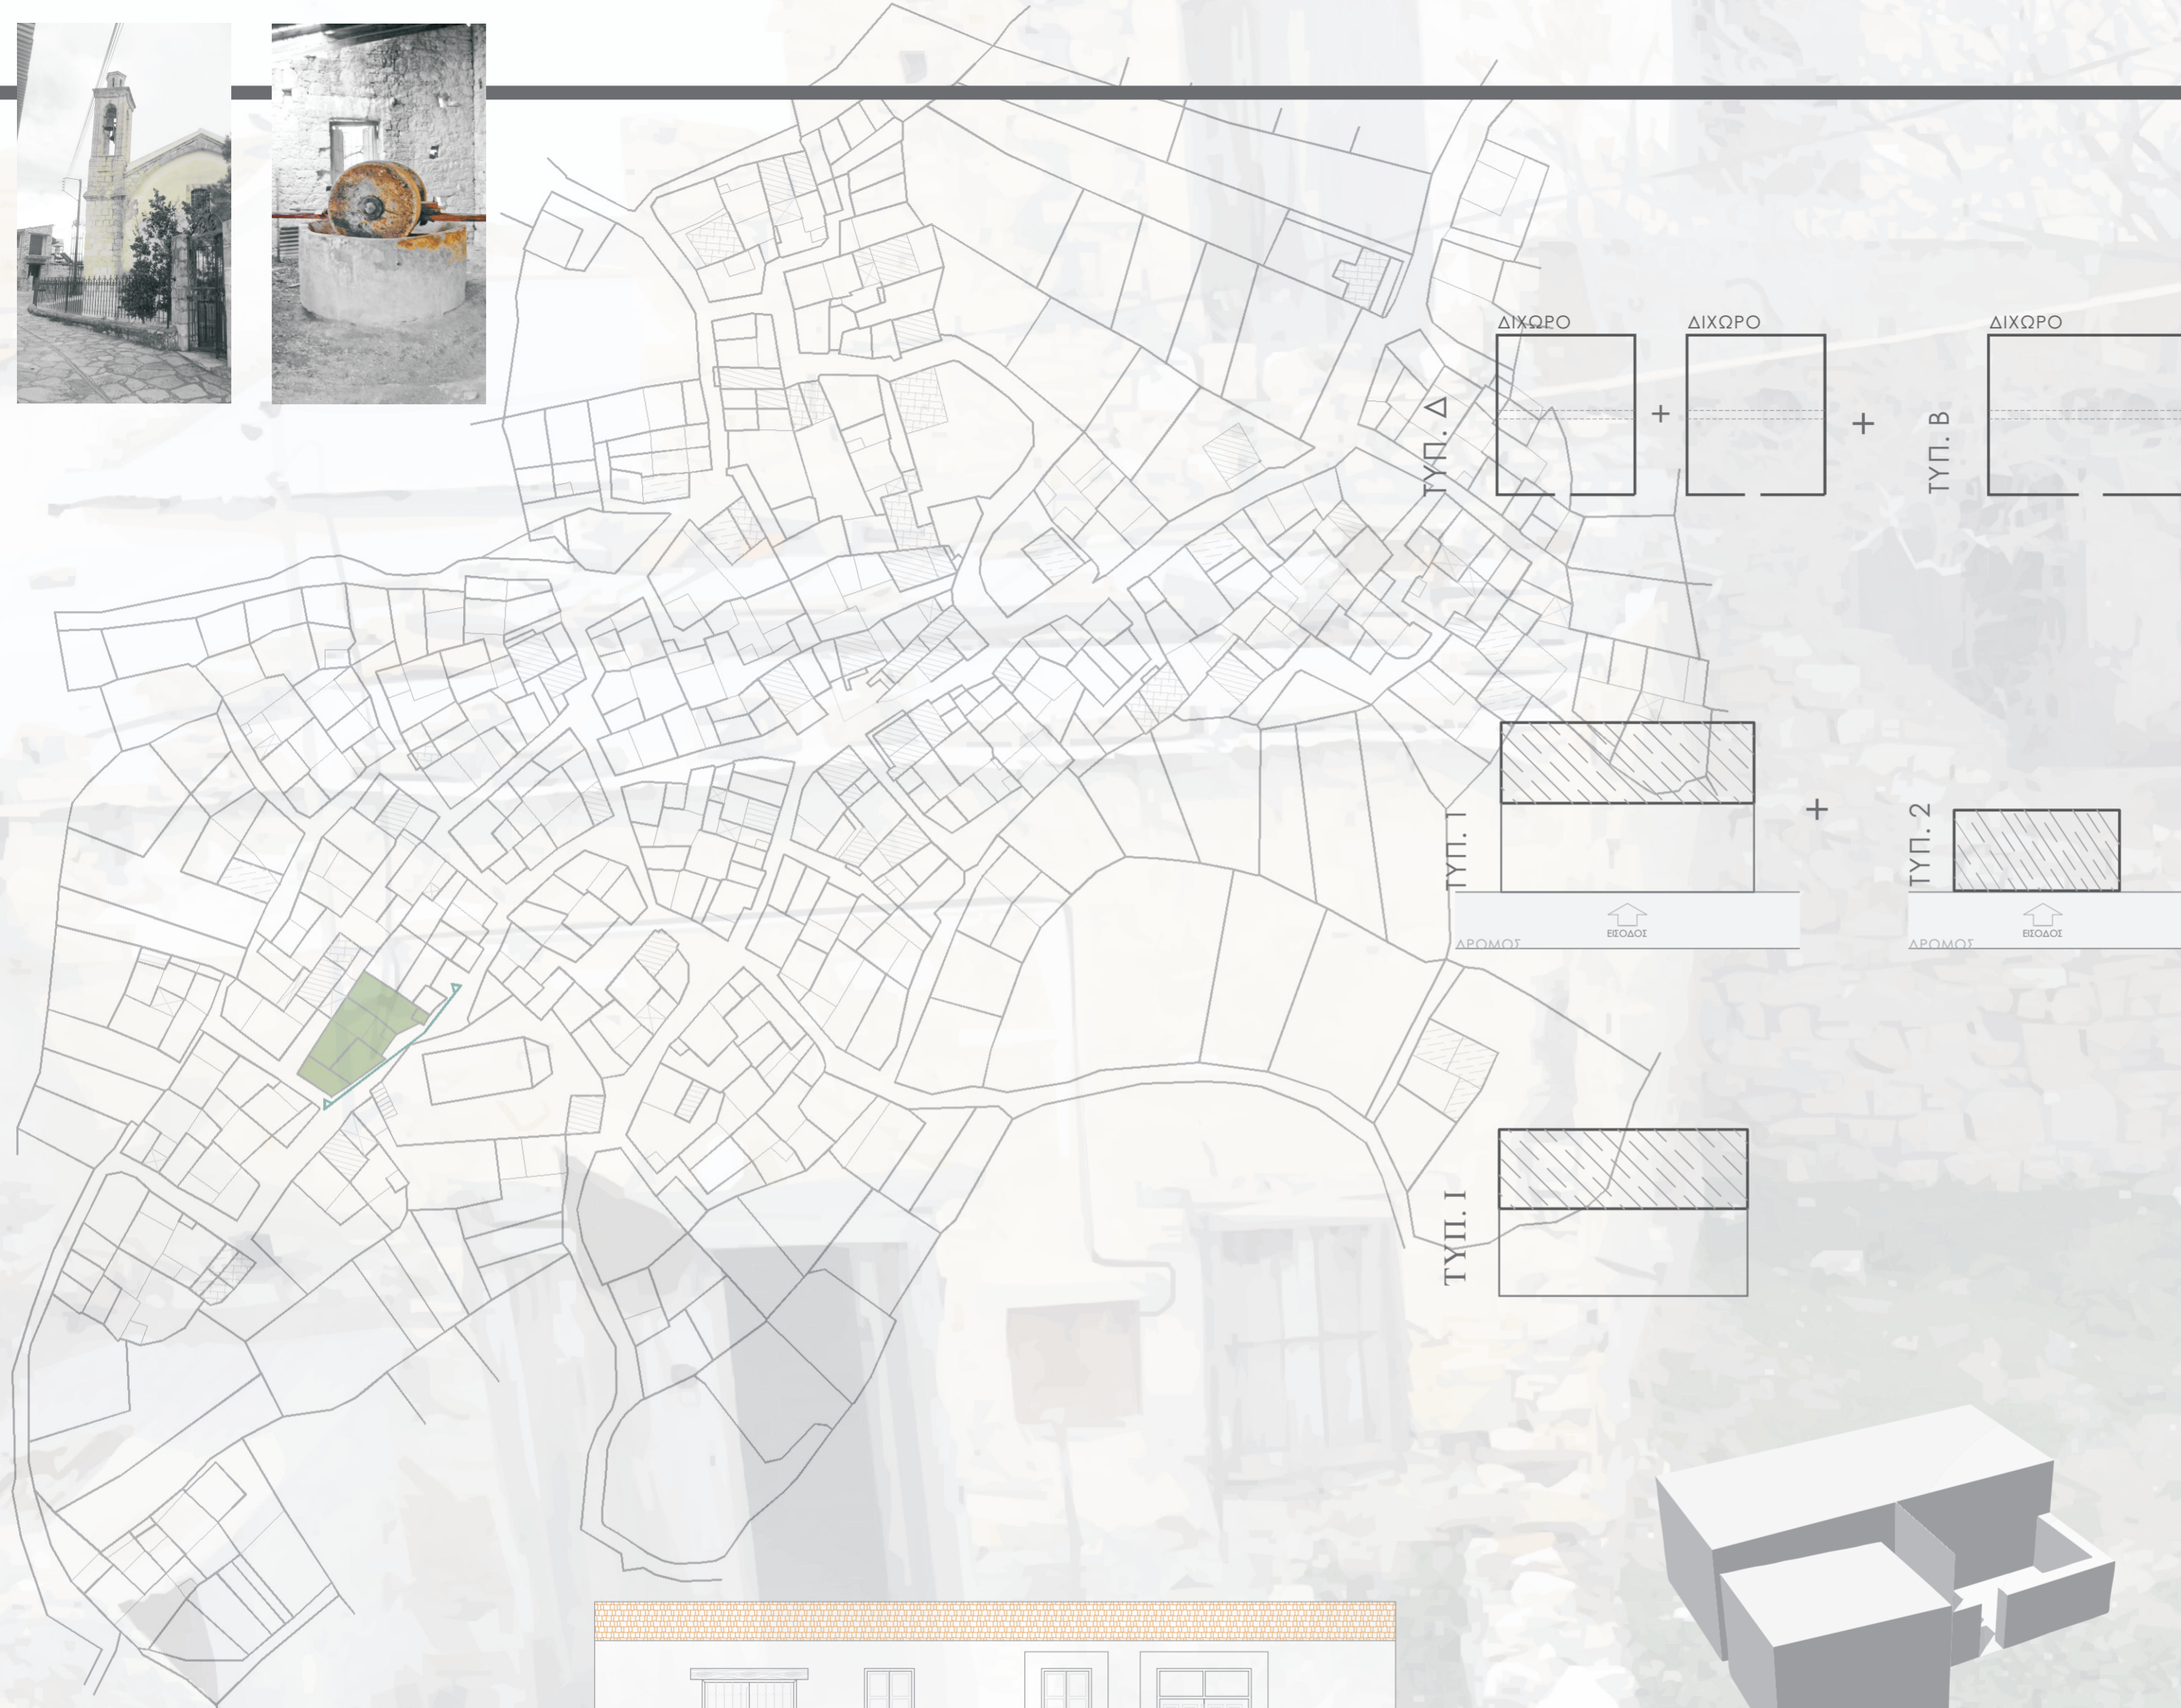 ΔΙΧΩΡΟ
ΔΙΧΩΡΟ
ΔΙΧΩΡΟ
ΤΥΠ. Δ
+
+
ΤΥΠ. Β
ΤΥΠ. 1
+
ΤΥΠ. 2
ΕΙΣΟΔΟΣ
ΕΙΣΟΔΟΣ
ΔΡΟΜΟΣ
ΔΡΟΜΟΣ
ΤΥΠ. Ι